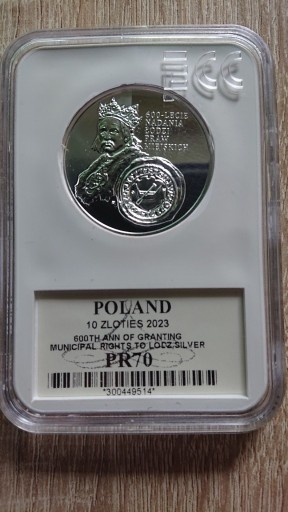 ECC
600-LECIE
NADANIA
ŁODZI
PRAW
MIEJSKICH
POLAND
10 ZLOTIES 2023
600TH ANN OF GRANTING
MUNICIPAL RIGHTS TO LODZ,SILVER
PR70
*300449514*